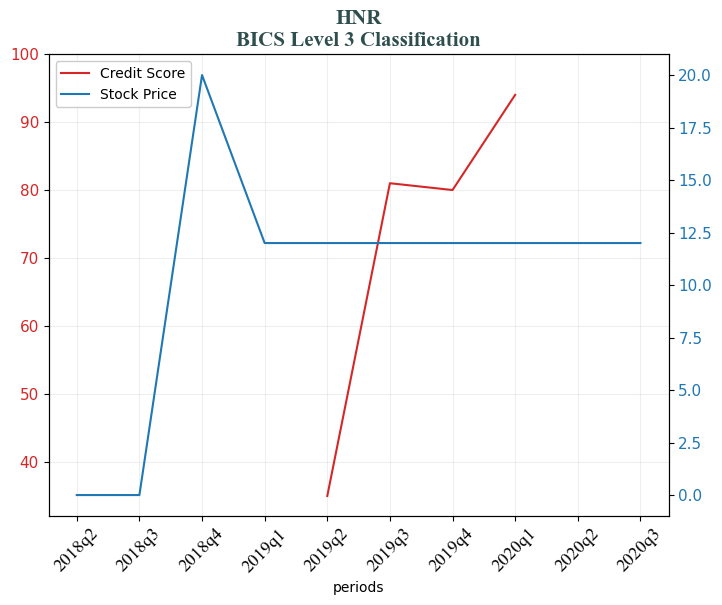 HNR
BICS Level 3 Classification
Credit Score
Stock Price
100
90
80
70
60
50
40
20.0
17.5
15.0
12.5
10.0
7.5
5.0
2.5
0.0
2018q2
2018q3
2018q4
2019q1
2019q2
2019q3
2019q4
2020q1
2020q2
2020q3
periods